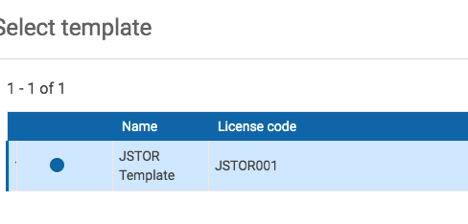 Select template
1 - 1 of 1
Name License code
JSTOR
Template
JSTOR001